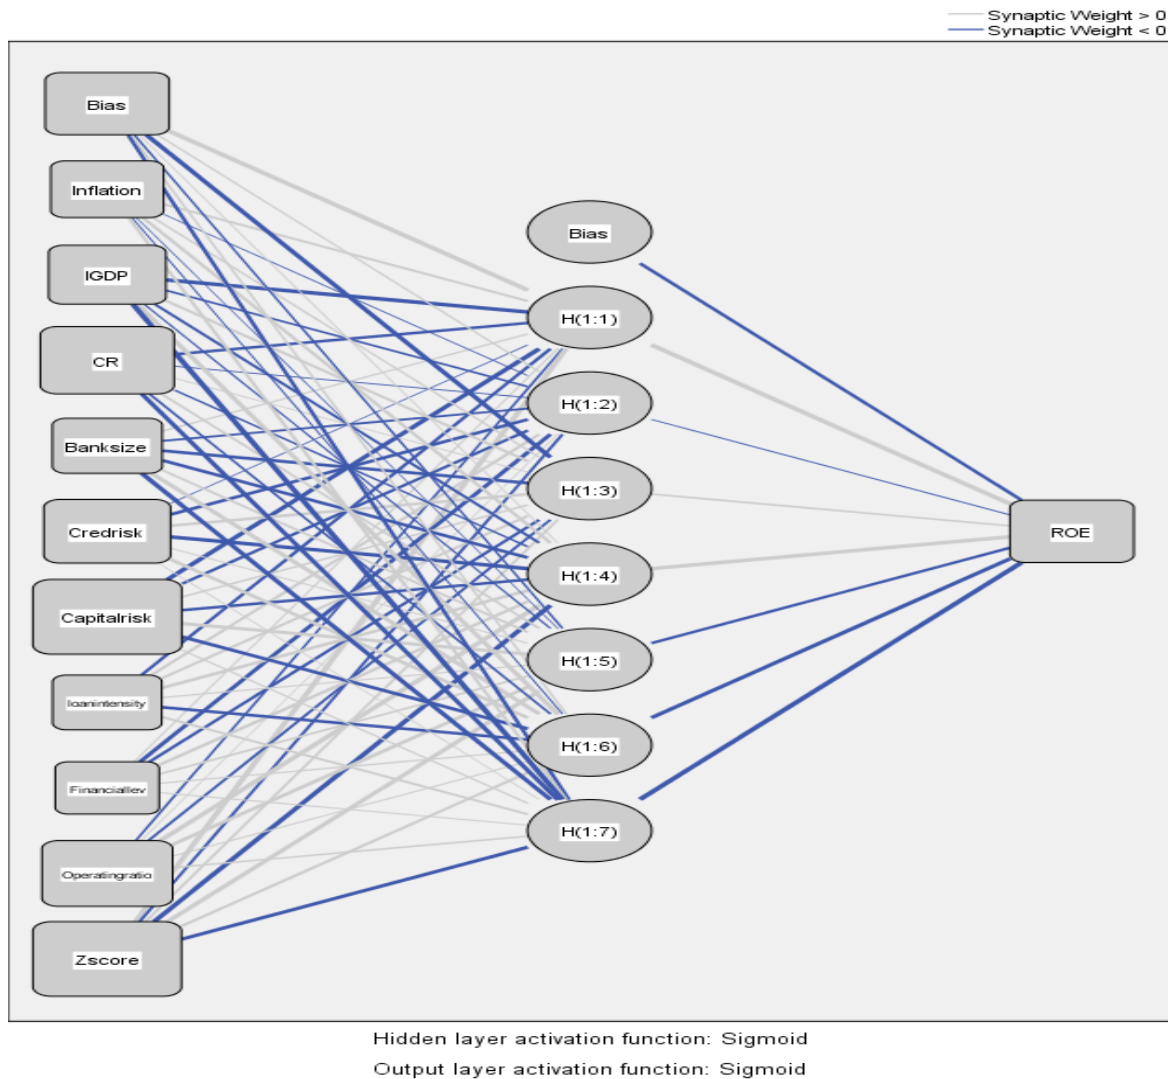 Synaptic Weight > 0
Synaptic Weight < 0
Bias
Inflation
IGDP
CR
Banksize
Credrisk
Capitalrisk
loanintensity
Financiallev
Operatingratio
Zscore
Bias
H(1:1)
H(1:2)
H(1:3)
H(1:4)
H(1:5)
H(1:6)
H(1:7)
ROE
Hidden layer activation function: Sigmoid
Output layer activation function: Sigmoid